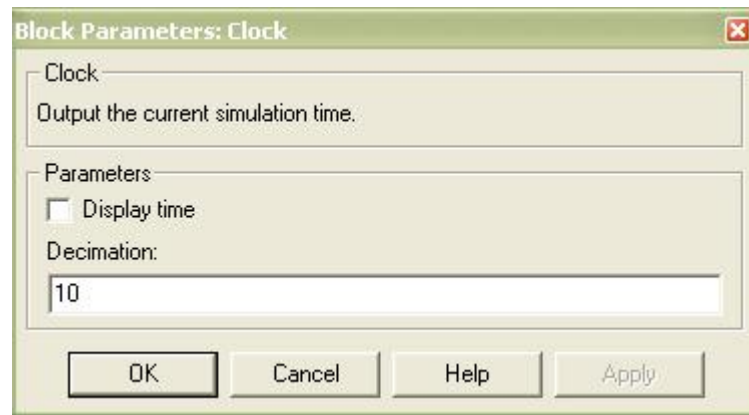 Block Parameters: Clock
Clock
Output the current simulation time.
Parameters
Display time
Decimation:
10
OK Cancel Help Apply